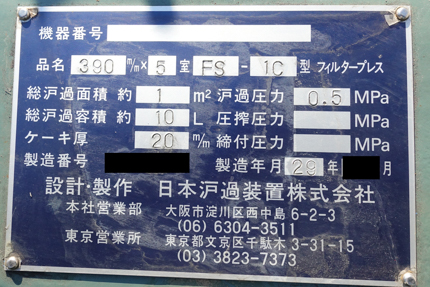 機器番号
品名 390 m/m × 5 室 FS - 1C 型 フィルタープレス
総沪過面積 約 1 m² 沪過圧力 0.5 MPa
総沪過容積 約 10 L 圧搾圧力 MPa
ケーキ厚 20 m/m 締付圧力 MPa
製造番号 製造年月 29 年 月
設計・製作 日本沪過装置株式会社
本社営業部 大阪市淀川区西中島6-2-3
(06) 6304-3511
東京営業所 東京都文京区千駄木3-31-15
(03) 3823-7373